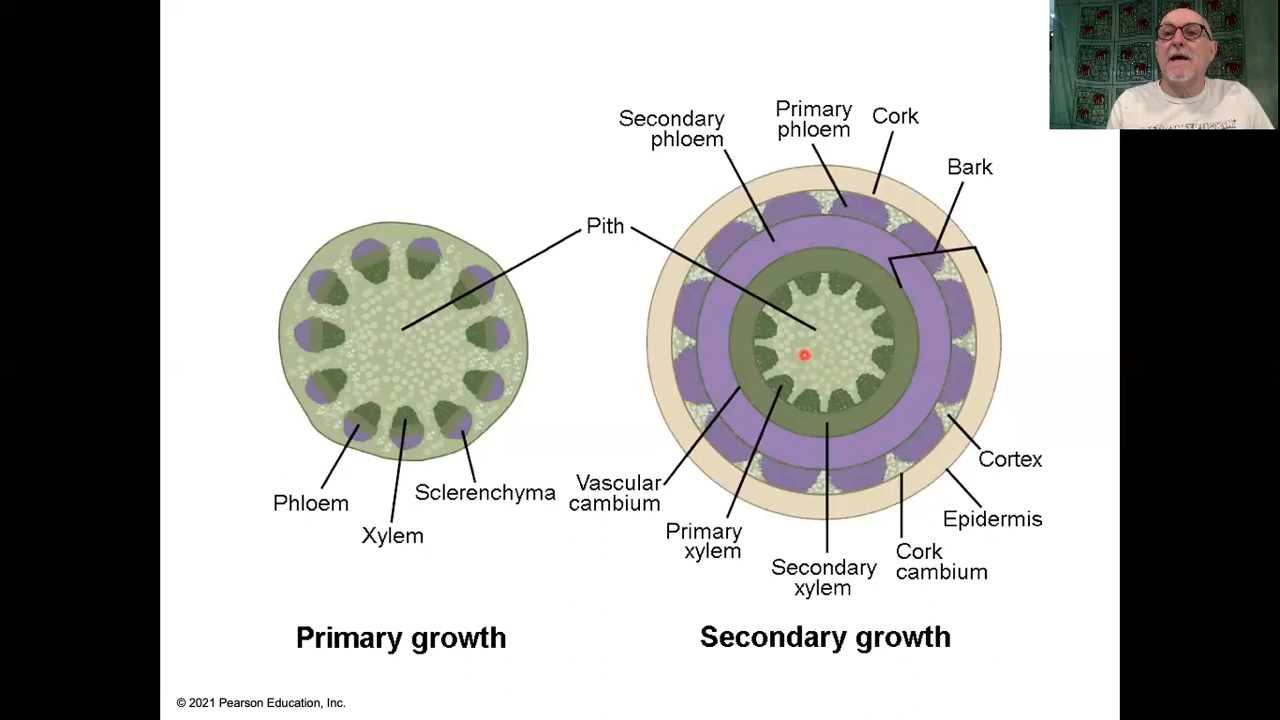 Secondary
phloem
Primary
phloem
Cork
Bark
Pith
Phloem
Xylem
Sclerenchyma
Vascular
cambium
Primary
xylem
Secondary
xylem
Cork
cambium
Epidermis
Cortex
Primary growth
Secondary growth
© 2021 Pearson Education, Inc.